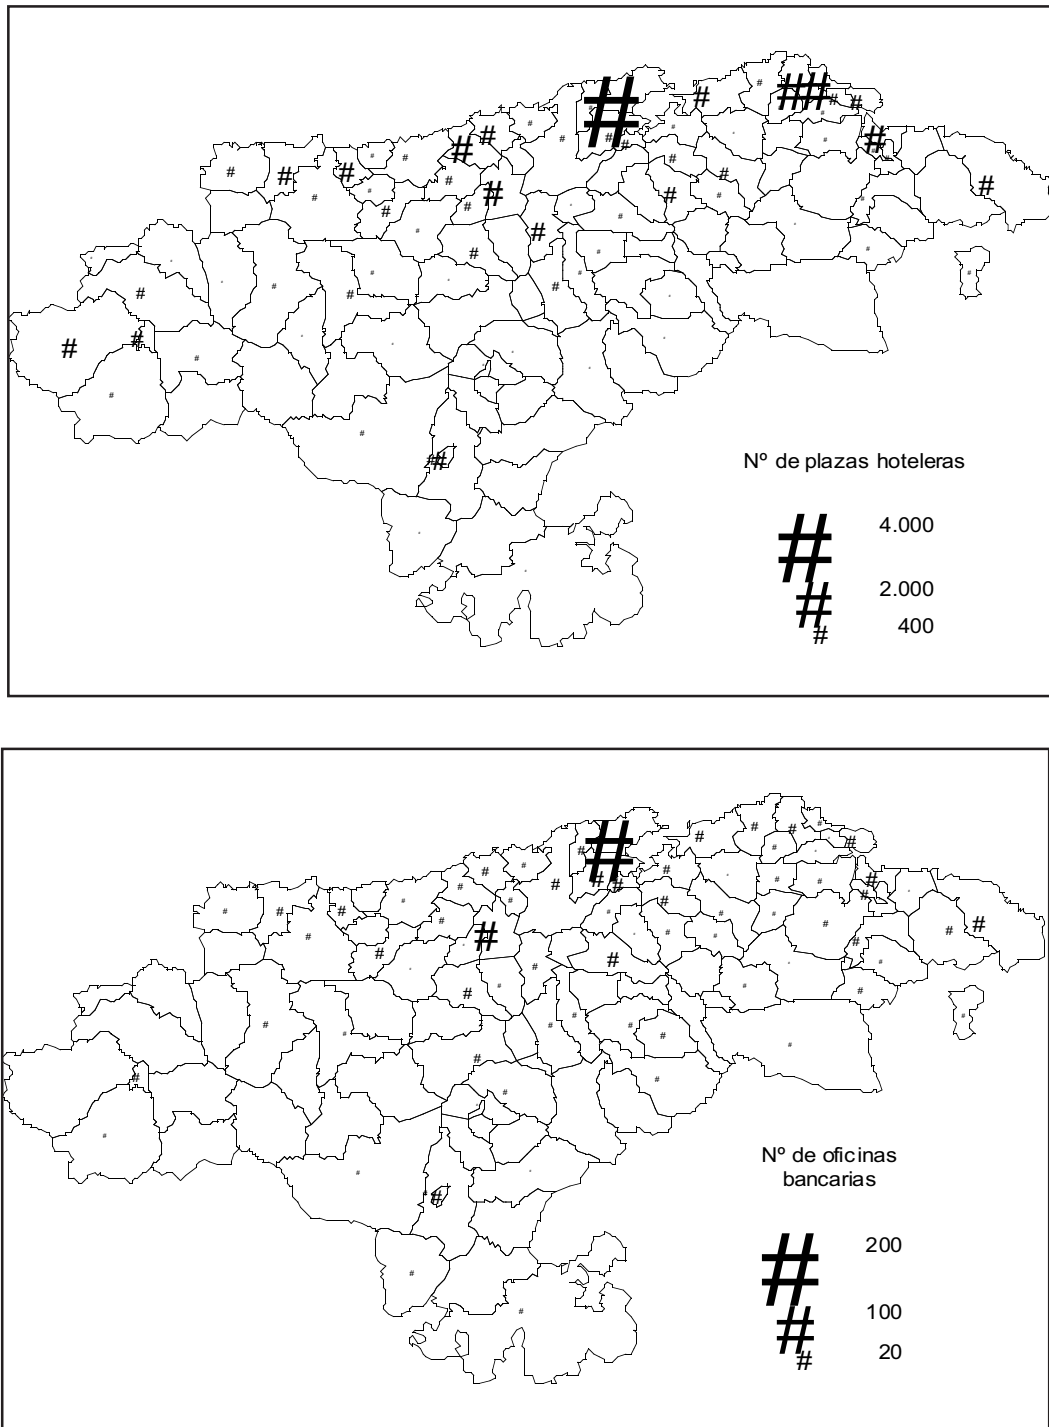 Nº de plazas hoteleras
# 4.000
# 2.000
# 400
Nº de oficinas
bancarias
# 200
# 100
# 20